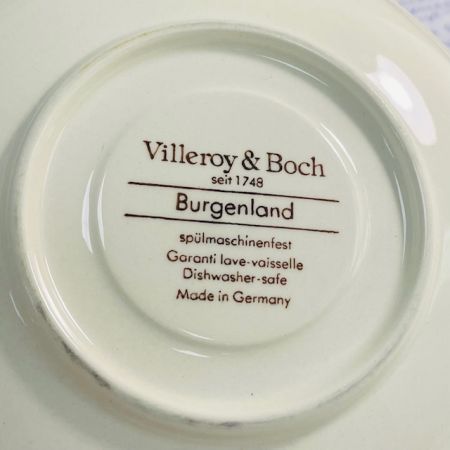 Villeroy & Boch
seit 1748
Burgenland
spülmaschinenfest
Garanti lave-vaisselle
Dishwasher-safe
Made in Germany